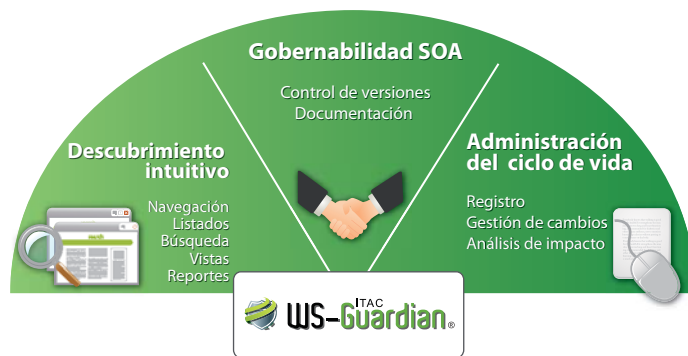 Gobernabilidad SOA
Control de versiones
Documentación
Descubrimiento
intuitivo
Navegación
Listados
Búsqueda
Vistas
Reportes
Administración
del ciclo de vida
Registro
Gestión de cambios
Análisis de impacto
ITAC
WS-Guardian®